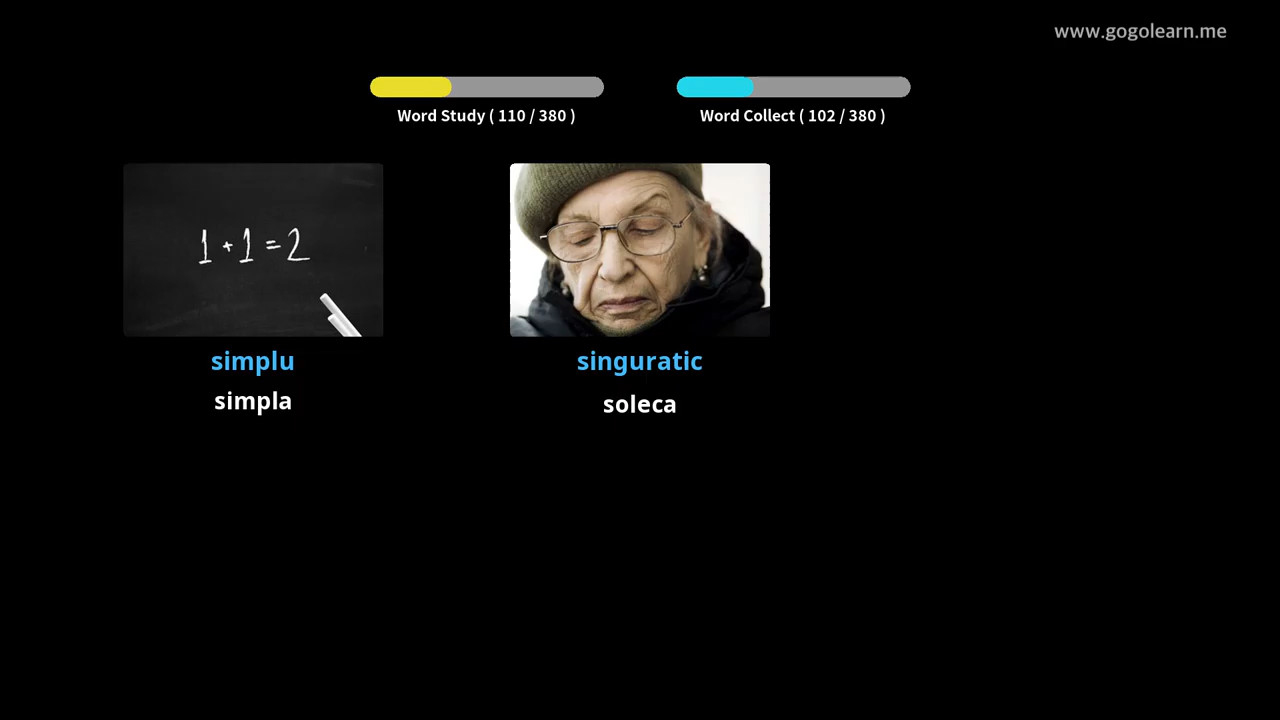 www.gogolearn.me
Word Study ( 110 / 380 )
Word Collect ( 102 / 380 )
1 + 1 = 2
simplu
simpla
singuratic
soleca